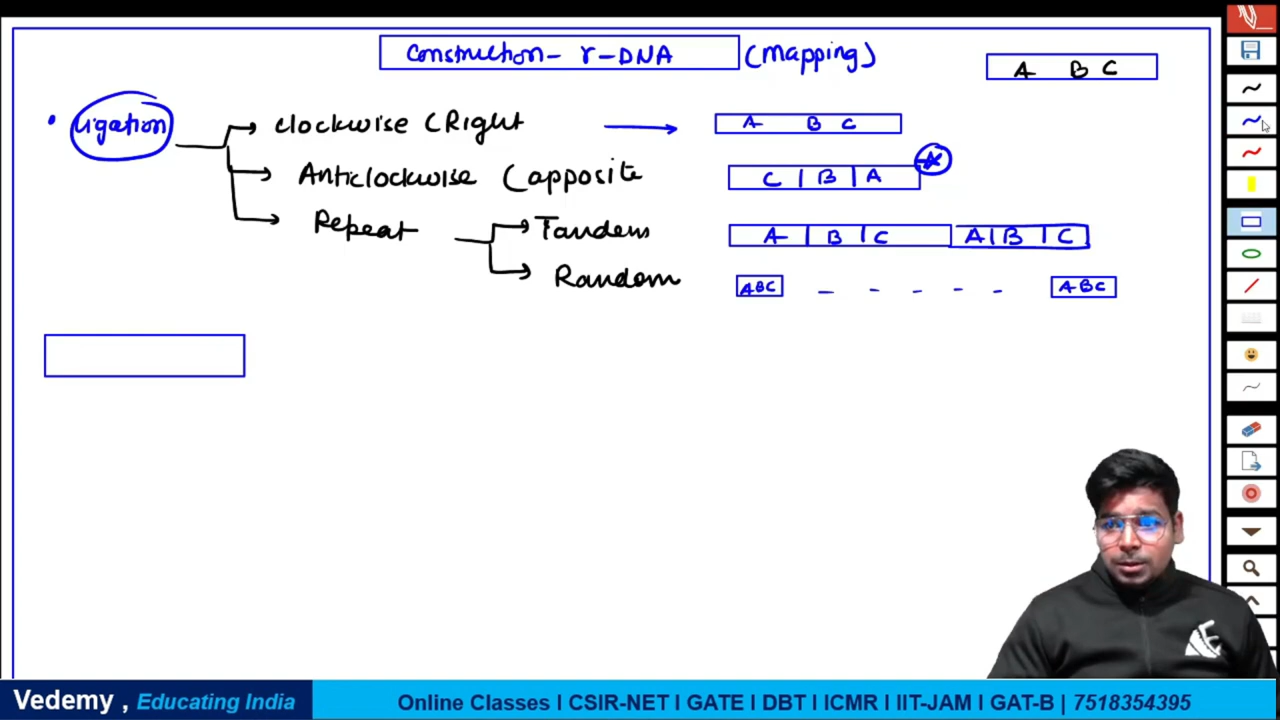 Construction - r - DNA (Mapping)
A B C
• ligation
Clockwise (Right
A B C
Anticlockwise (apposite
C | B | A
Repeat
Tandem
A | B | C A | B | C
Random
ABC - - - - - ABC
Vedemy , Educating India
Online Classes I CSIR-NET I GATE I DBT I ICMR I IIT-JAM I GAT-B | 7518354395